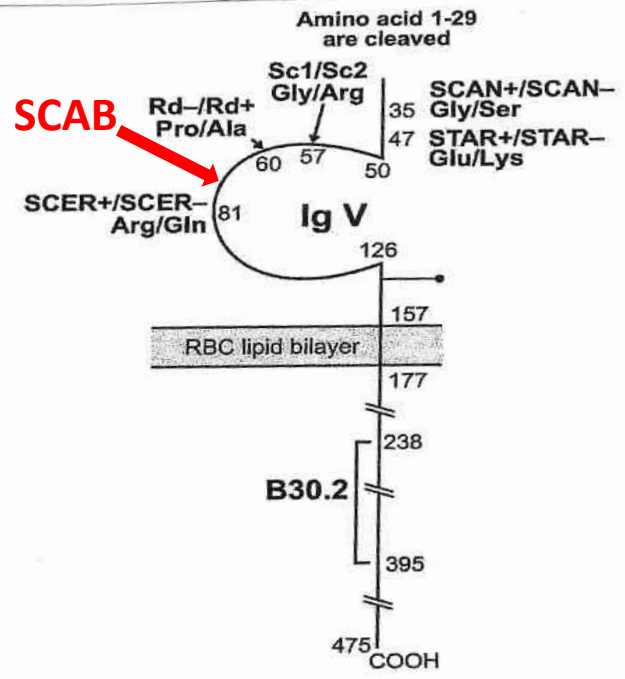 Amino acid 1-29
are cleaved
Sc1/Sc2
Gly/Arg
SCAN+/SCAN–
Gly/Ser
35
Rd–/Rd+
Pro/Ala
SCAB
47
STAR+/STAR–
Glu/Lys
60
57
50
SCER+/SCER–
Arg/Gln
81
Ig V
126
157
RBC lipid bilayer
177
238
B30.2
395
475
COOH